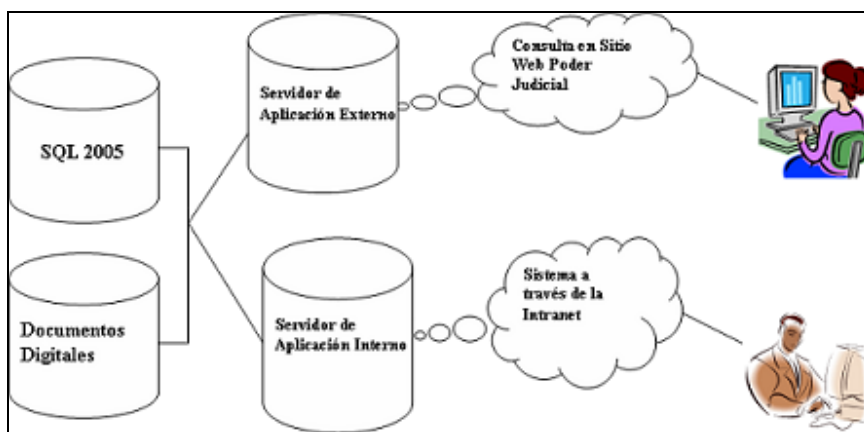 SQL 2005
Documentos
Digitales
Servidor de
Aplicación Externo
Servidor de
Aplicación Interno
Consulta en Sitio
Web Poder
Judicial
Sistema a
través de la
Intranet